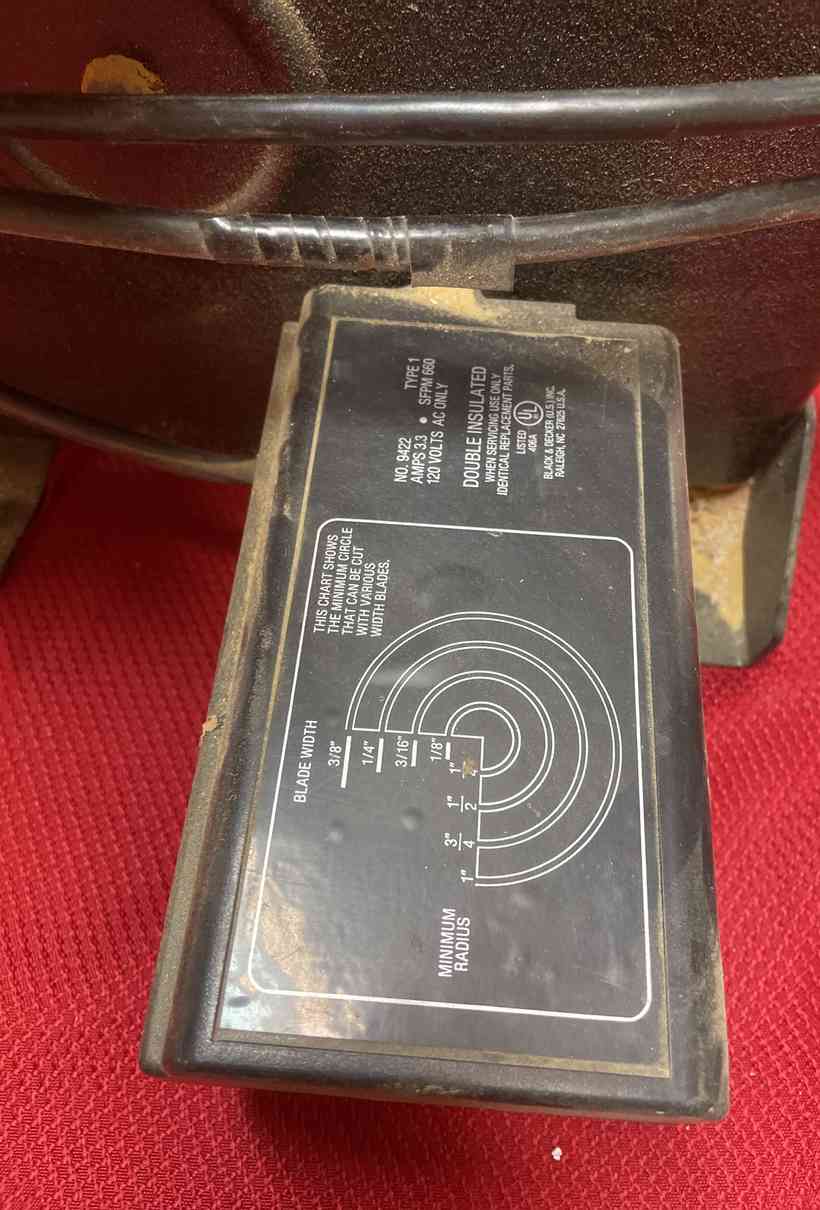 NO. 9422 TYPE 1
AMPS 3.3 • SFPM 660
120 VOLTS AC ONLY
DOUBLE INSULATED
WHEN SERVICING USE ONLY
IDENTICAL REPLACEMENT PARTS.
LISTED UL
406A
BLACK & DECKER (U.S.) INC.
RALEIGH, NC 27625 U.S.A.
THIS CHART SHOWS
THE MINIMUM CIRCLE
THAT CAN BE CUT
WITH VARIOUS
WIDTH BLADES.
BLADE WIDTH
3/8"
1/4"
3/16"
1/8"
1"
4
1"
2
3"
4
1"
MINIMUM
RADIUS